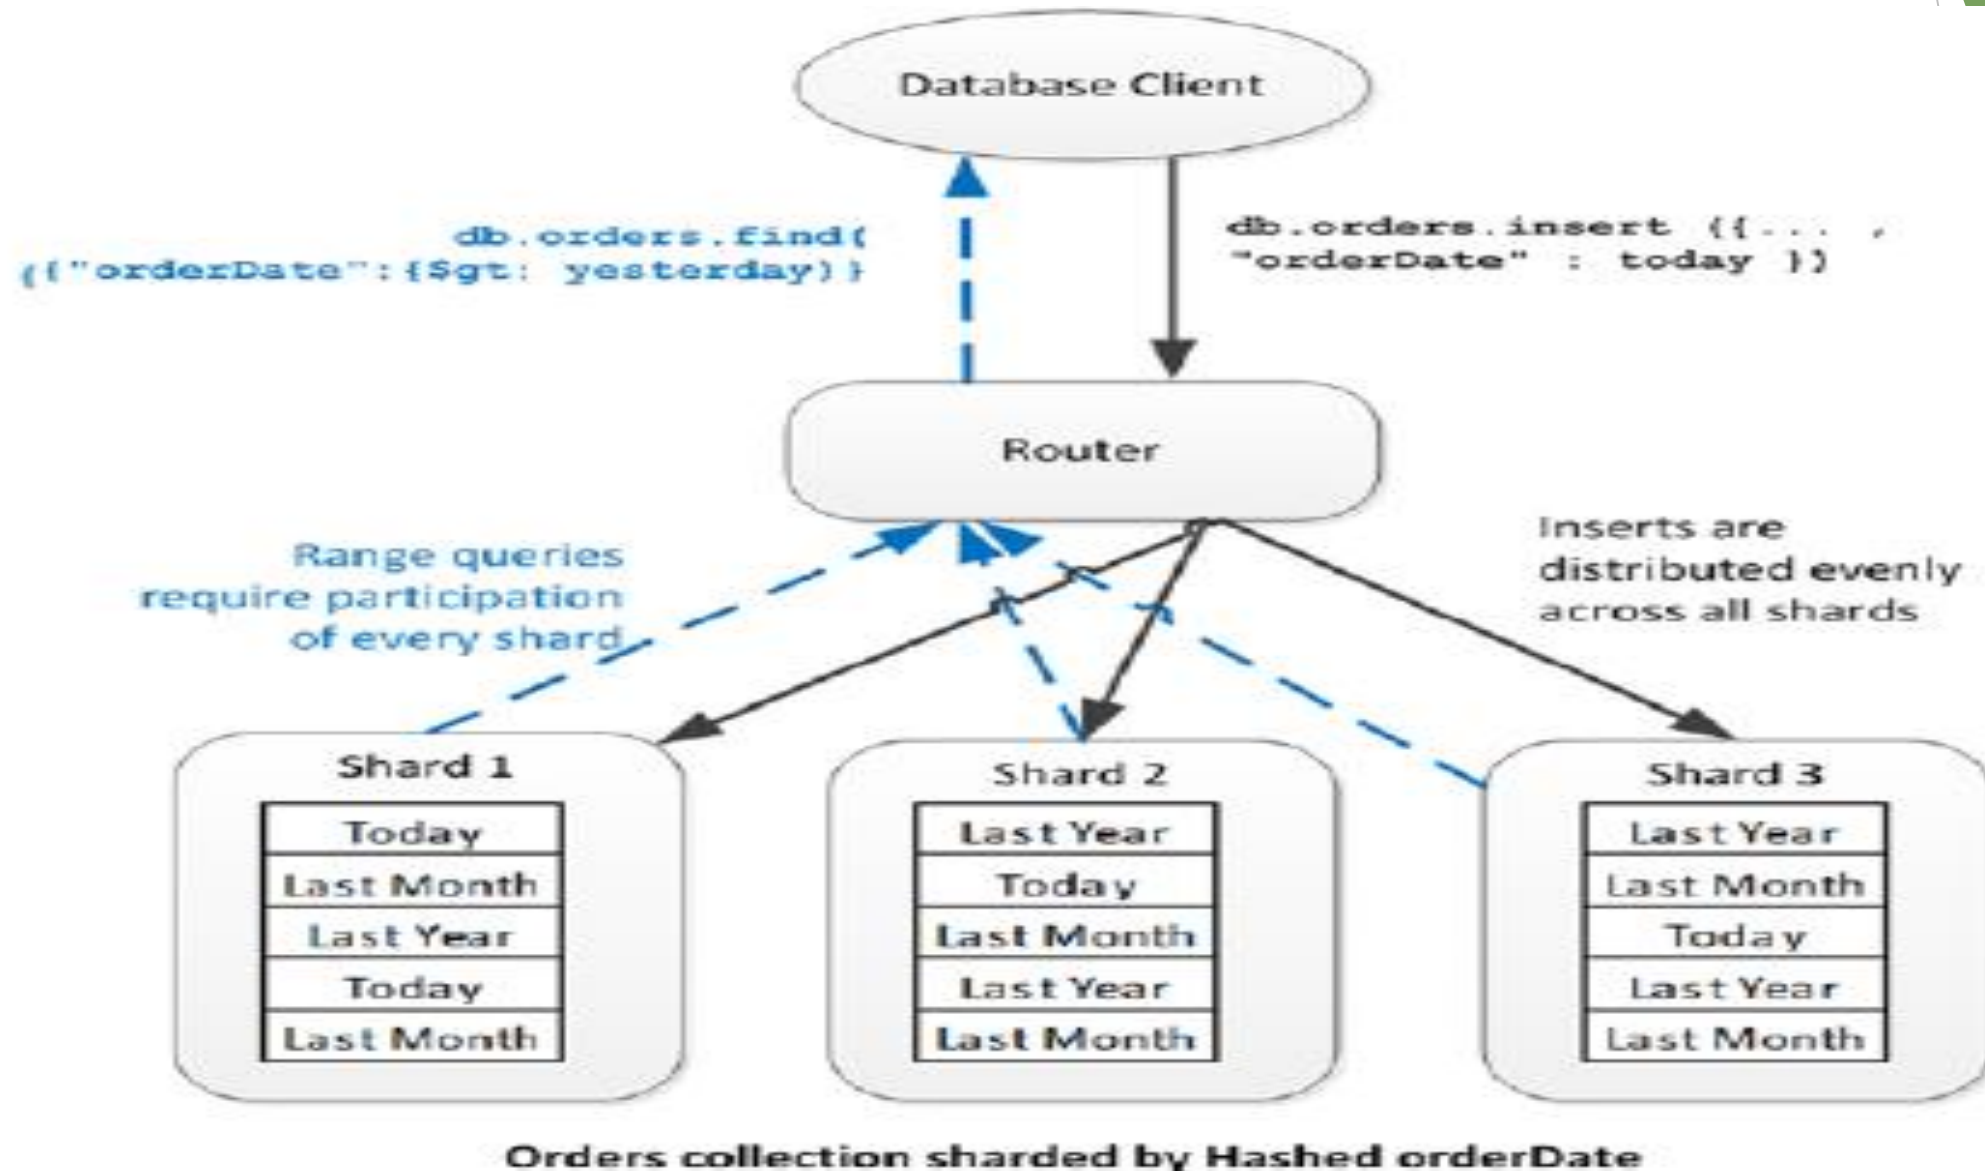 Database Client
db.orders.find(
({"orderDate":{$gt: yesterday)}
db.orders.insert ({... ,
"orderDate" : today })
Router
Range queries
require participation
of every shard
Inserts are
distributed evenly
across all shards
Shard 1
Today
Last Month
Last Year
Today
Last Month
Shard 2
Last Year
Today
Last Month
Last Year
Last Month
Shard 3
Last Year
Last Month
Today
Last Year
Last Month
Orders collection sharded by Hashed orderDate